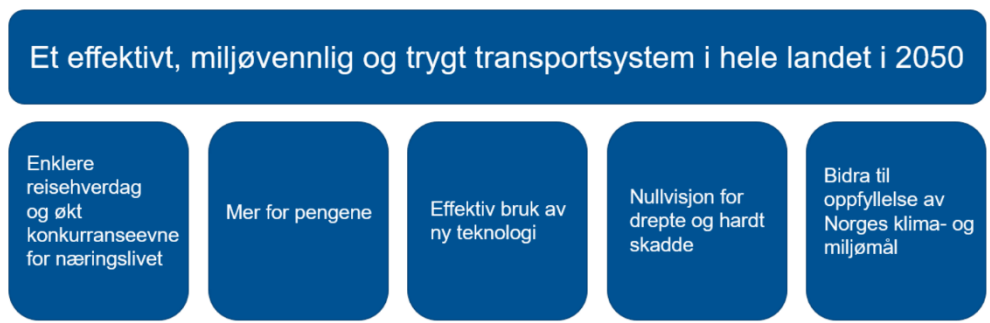 Et effektivt, miljøvennlig og trygt transportsystem i hele landet i 2050
Enklere
reisehverdag
og økt
konkurranseevne
for næringslivet
Mer for pengene
Effektiv bruk av
ny teknologi
Nullvisjon for
drepte og hardt
skadde
Bidra til
oppfyllelse av
Norges klima- og
miljømål